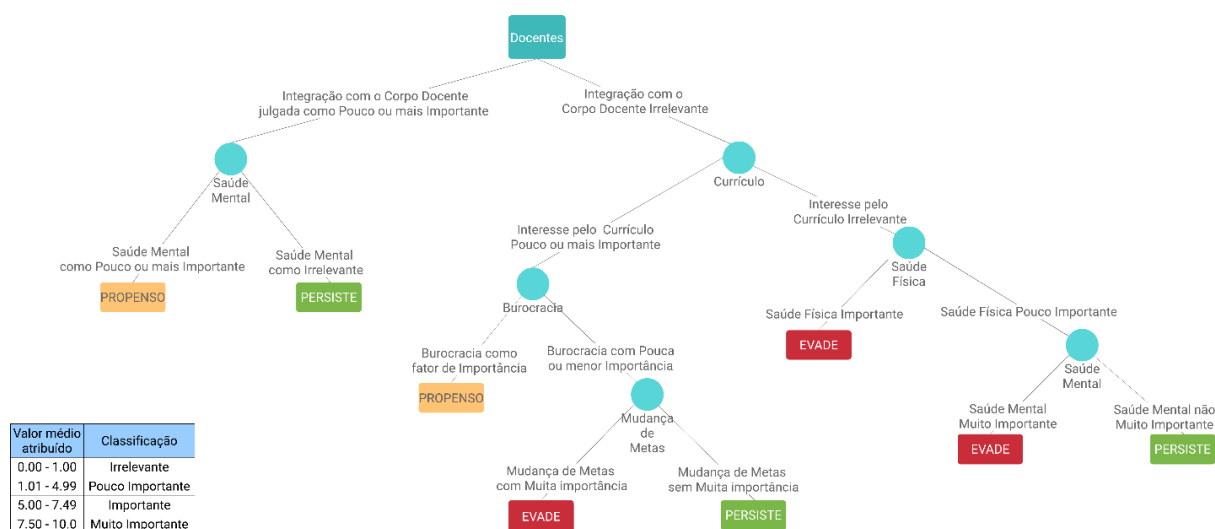 Docentes
Integração com o Corpo Docente
julgada como Pouco ou mais Importante
Integração com o
Corpo Docente Irrelevante
Saúde
Mental
Currículo
Saúde Mental
como Pouco ou mais Importante
Saúde Mental
como Irrelevante
PROPENSO
PERSISTE
Interesse pelo Currículo
Pouco ou mais Importante
Interesse pelo
Currículo Irrelevante
Burocracia
Saúde
Física
Burocracia como
fator de Importância
Burocracia com Pouca
ou menor Importância
PROPENSO
Mudança
de
Metas
Mudança de Metas
com Muita importância
Mudança de Metas
sem Muita importância
EVADE
PERSISTE
Saúde Física Importante
Saúde Física Pouco Importante
EVADE
Saúde
Mental
Saúde Mental
Muito Importante
Saúde Mental não
Muito Importante
EVADE
PERSISTE
Valor médio
atribuído
Classificação
0.00 - 1.00 Irrelevante
1.01 - 4.99 Pouco Importante
5.00 - 7.49 Importante
7.50 - 10.0 Muito Importante